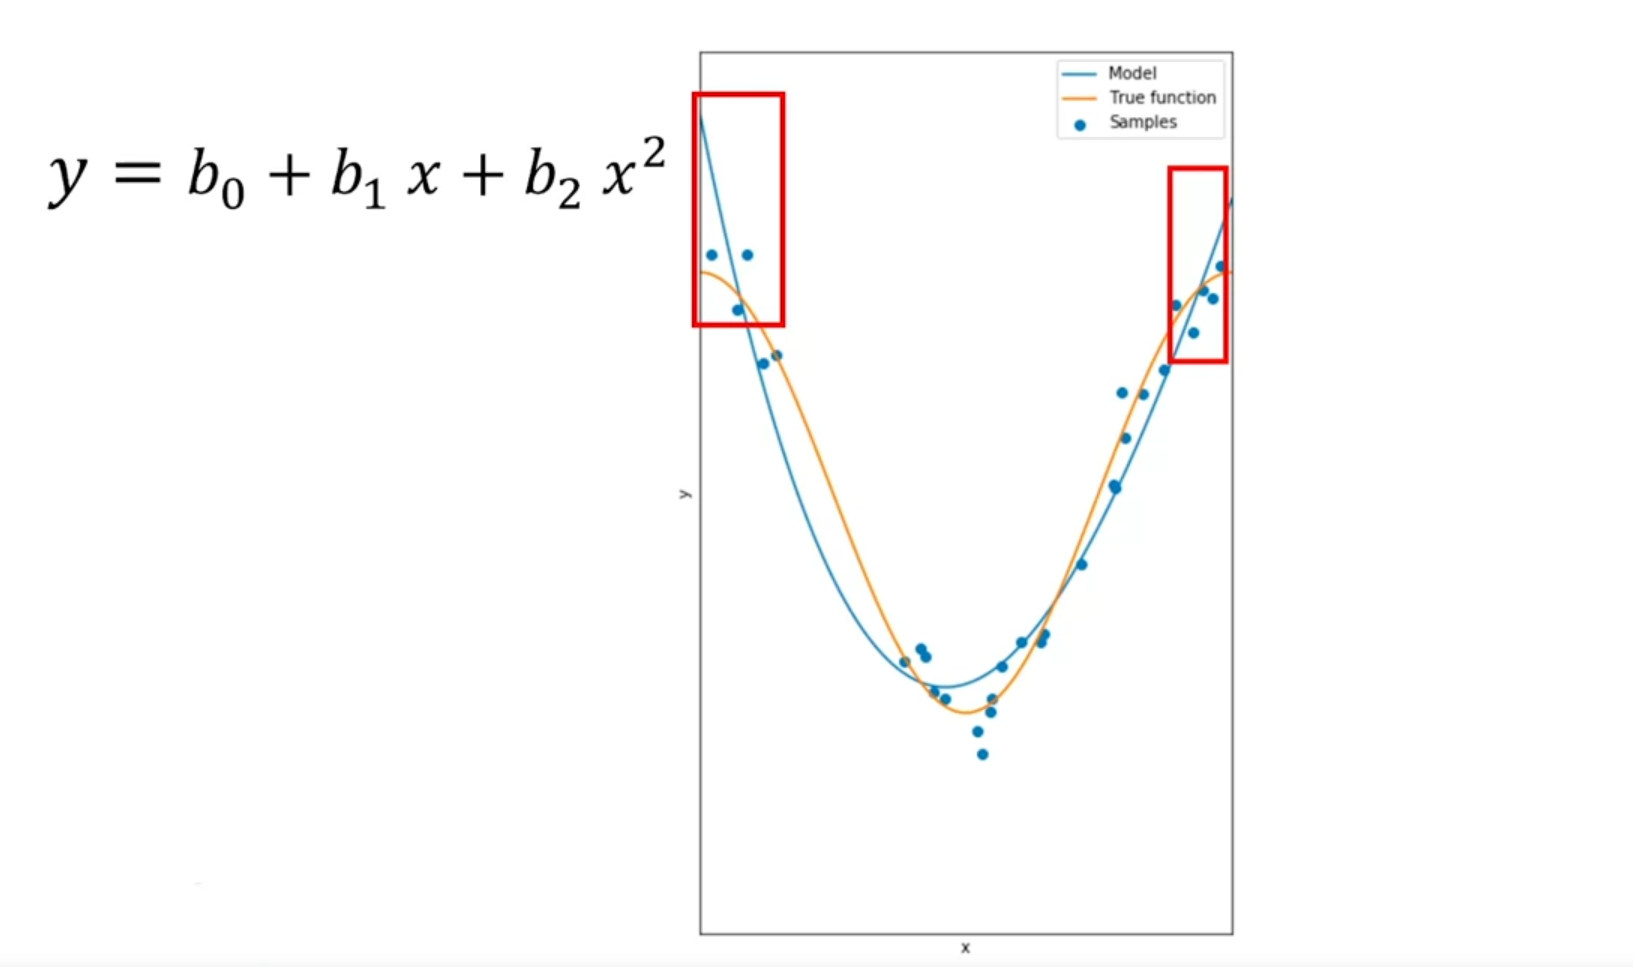 y = b₀ + b₁ x + b₂ x²
Model
True function
Samples
y
x